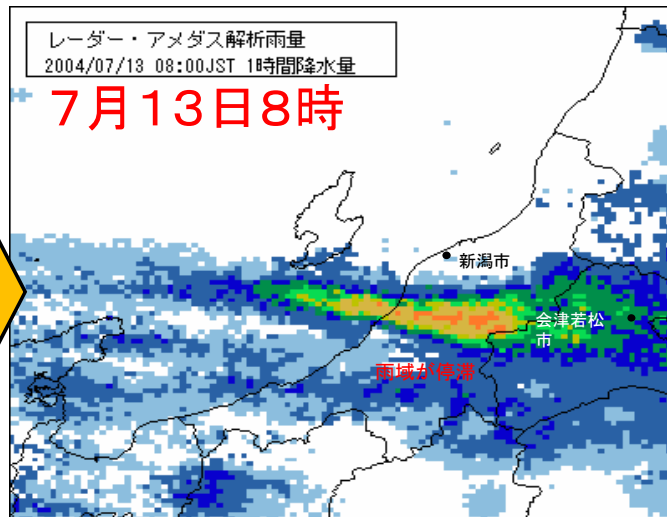 レーダー・アメダス解析雨量
2004/07/13 08:00JST 1時間降水量
７月１３日８時
新潟市
会津若松
市
雨域が停滞